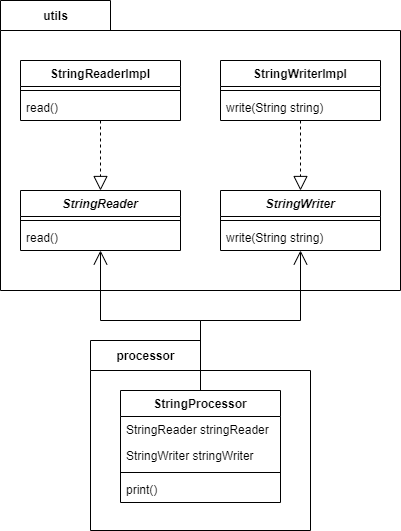 utils
StringReaderImpl
read()
StringWriterImpl
write(String string)
StringReader
read()
StringWriter
write(String string)
processor
StringProcessor
StringReader stringReader
StringWriter stringWriter
print()